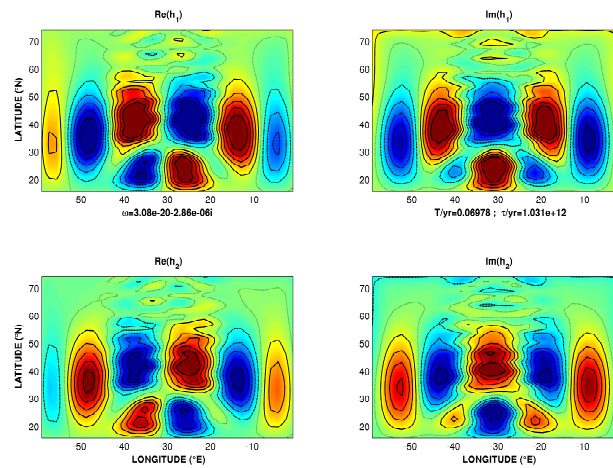 Re(h1)
Im(h1)
70
60
50
40
30
20
LATITUDE (°N)
50 40 30 20 10
ω=3.08e-20-2.86e-06i
70
60
50
40
30
20
50 40 30 20 10
T/yr=0.06978 ; τ/yr=1.031e+12
Re(h2)
Im(h2)
70
60
50
40
30
20
LATITUDE (°N)
50 40 30 20 10
LONGITUDE (°E)
70
60
50
40
30
20
50 40 30 20 10
LONGITUDE (°E)